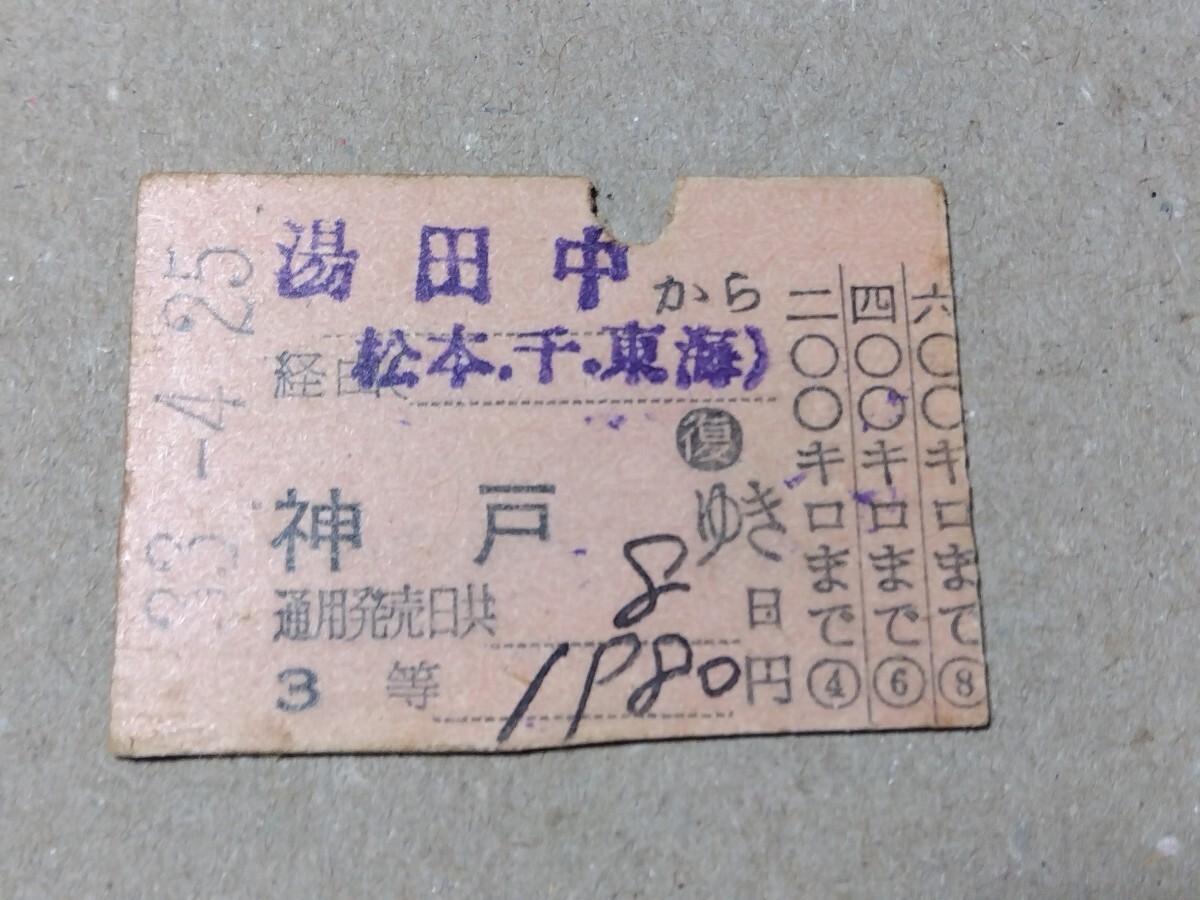 湯田中から
経由 松本.千.東海)
復
神戸ゆき
通用発売日共 8 日
3等 1980円
33-4-25
二〇〇キロまで④
四〇〇キロまで⑥
六〇〇キロまで⑧